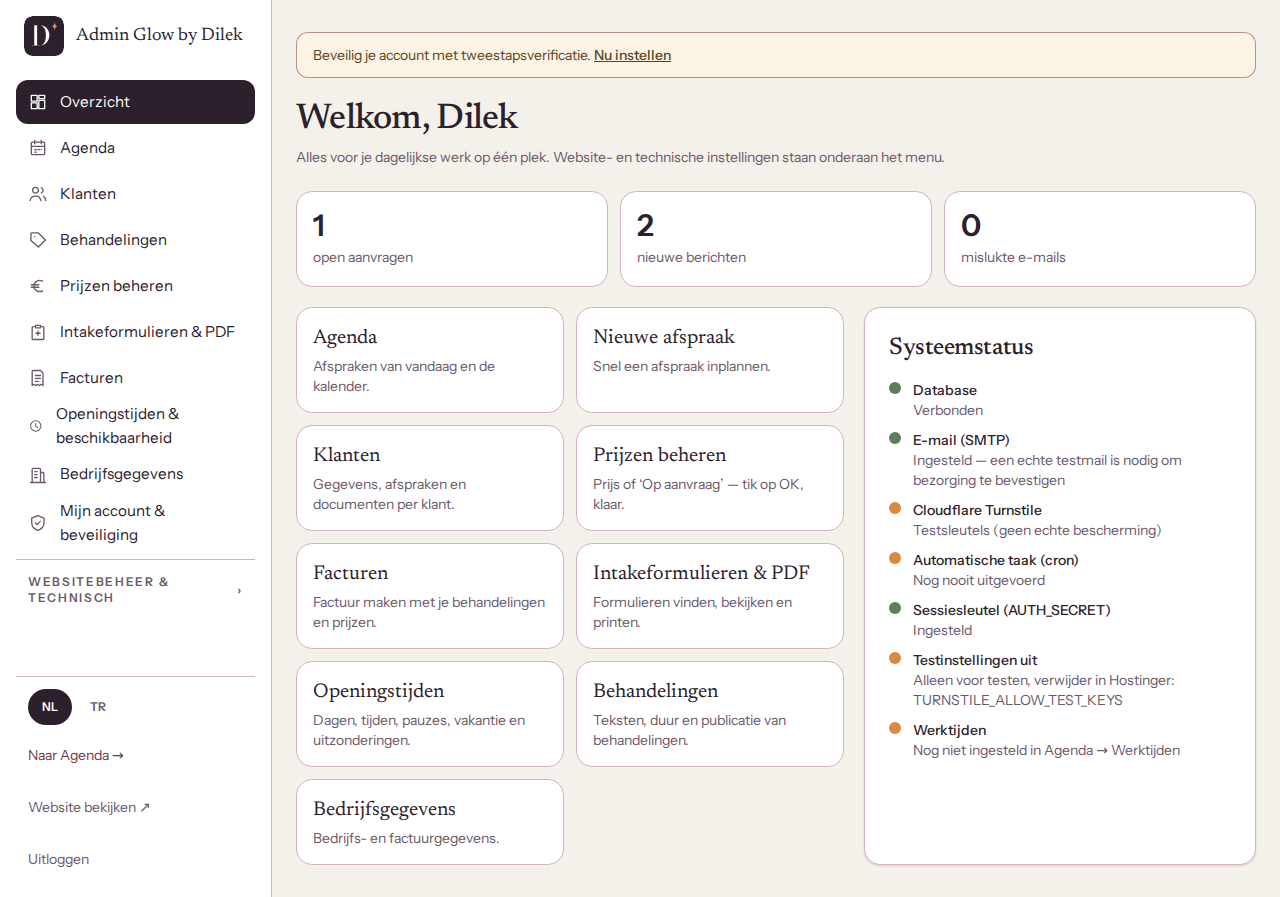 D
Admin Glow by Dilek
Overzicht
Agenda
Klanten
Behandelingen
Prijzen beheren
Intakeformulieren & PDF
Facturen
Openingstijden &
beschikbaarheid
Bedrijfsgegevens
Mijn account &
beveiliging
WEBSITEBEHEER &
TECHNISCH
›
NL TR
Naar Agenda →
Website bekijken ↗
Uitloggen
Beveilig je account met tweestapsverificatie. Nu instellen
Welkom, Dilek
Alles voor je dagelijkse werk op één plek. Website- en technische instellingen staan onderaan het menu.
1
open aanvragen
2
nieuwe berichten
0
mislukte e-mails
Agenda
Afspraken van vandaag en de
kalender.
Nieuwe afspraak
Snel een afspraak inplannen.
Klanten
Gegevens, afspraken en
documenten per klant.
Prijzen beheren
Prijs of ‘Op aanvraag’ — tik op OK,
klaar.
Facturen
Factuur maken met je behandelingen
en prijzen.
Intakeformulieren & PDF
Formulieren vinden, bekijken en
printen.
Openingstijden
Dagen, tijden, pauzes, vakantie en
uitzonderingen.
Behandelingen
Teksten, duur en publicatie van
behandelingen.
Bedrijfsgegevens
Bedrijfs- en factuurgegevens.
Systeemstatus
Database
Verbonden
E-mail (SMTP)
Ingesteld — een echte testmail is nodig om
bezorging te bevestigen
Cloudflare Turnstile
Testsleutels (geen echte bescherming)
Automatische taak (cron)
Nog nooit uitgevoerd
Sessiesleutel (AUTH_SECRET)
Ingesteld
Testinstellingen uit
Alleen voor testen, verwijder in Hostinger:
TURNSTILE_ALLOW_TEST_KEYS
Werktijden
Nog niet ingesteld in Agenda → Werktijden